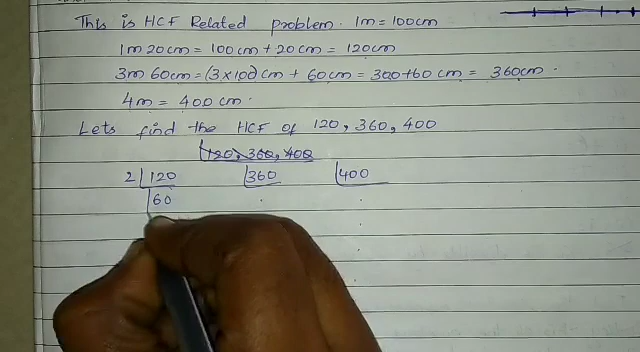 This is HCF Related problem. 1m = 100cm
1m 20cm = 100cm + 20cm = 120cm
3m 60cm = (3×100)cm + 60cm = 300+60 cm = 360cm.
4m = 400 cm.
Lets find the HCF of 120, 360, 400
120, 360, 400
2 120 360 400
60